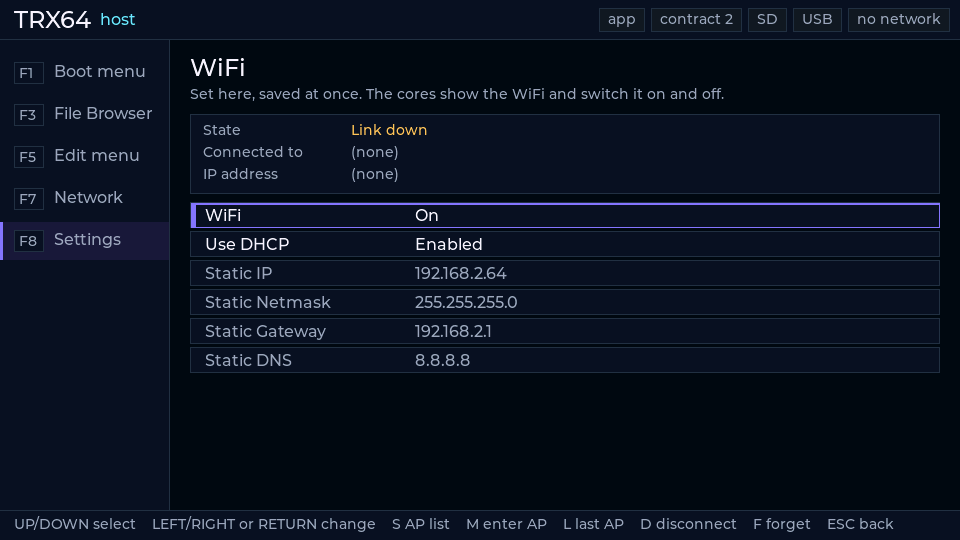 TRX64 host app contract 2 SD USB no network
F1 Boot menu
F3 File Browser
F5 Edit menu
F7 Network
F8 Settings
WiFi
Set here, saved at once. The cores show the WiFi and switch it on and off.
State Link down
Connected to (none)
IP address (none)
WiFi On
Use DHCP Enabled
Static IP 192.168.2.64
Static Netmask 255.255.255.0
Static Gateway 192.168.2.1
Static DNS 8.8.8.8
UP/DOWN select LEFT/RIGHT or RETURN change S AP list M enter AP L last AP D disconnect F forget ESC back